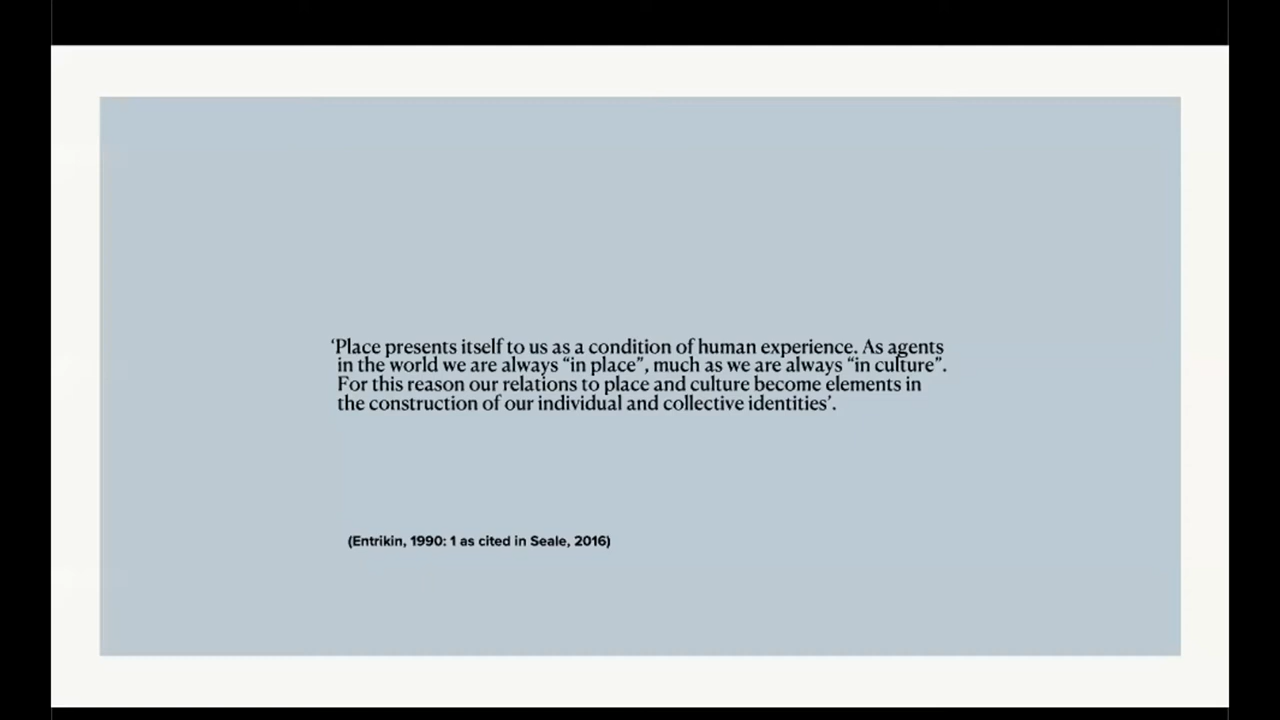 ‘Place presents itself to us as a condition of human experience. As agents
in the world we are always “in place”, much as we are always “in culture”.
For this reason our relations to place and culture become elements in
the construction of our individual and collective identities’.
(Entrikin, 1990: 1 as cited in Seale, 2016)